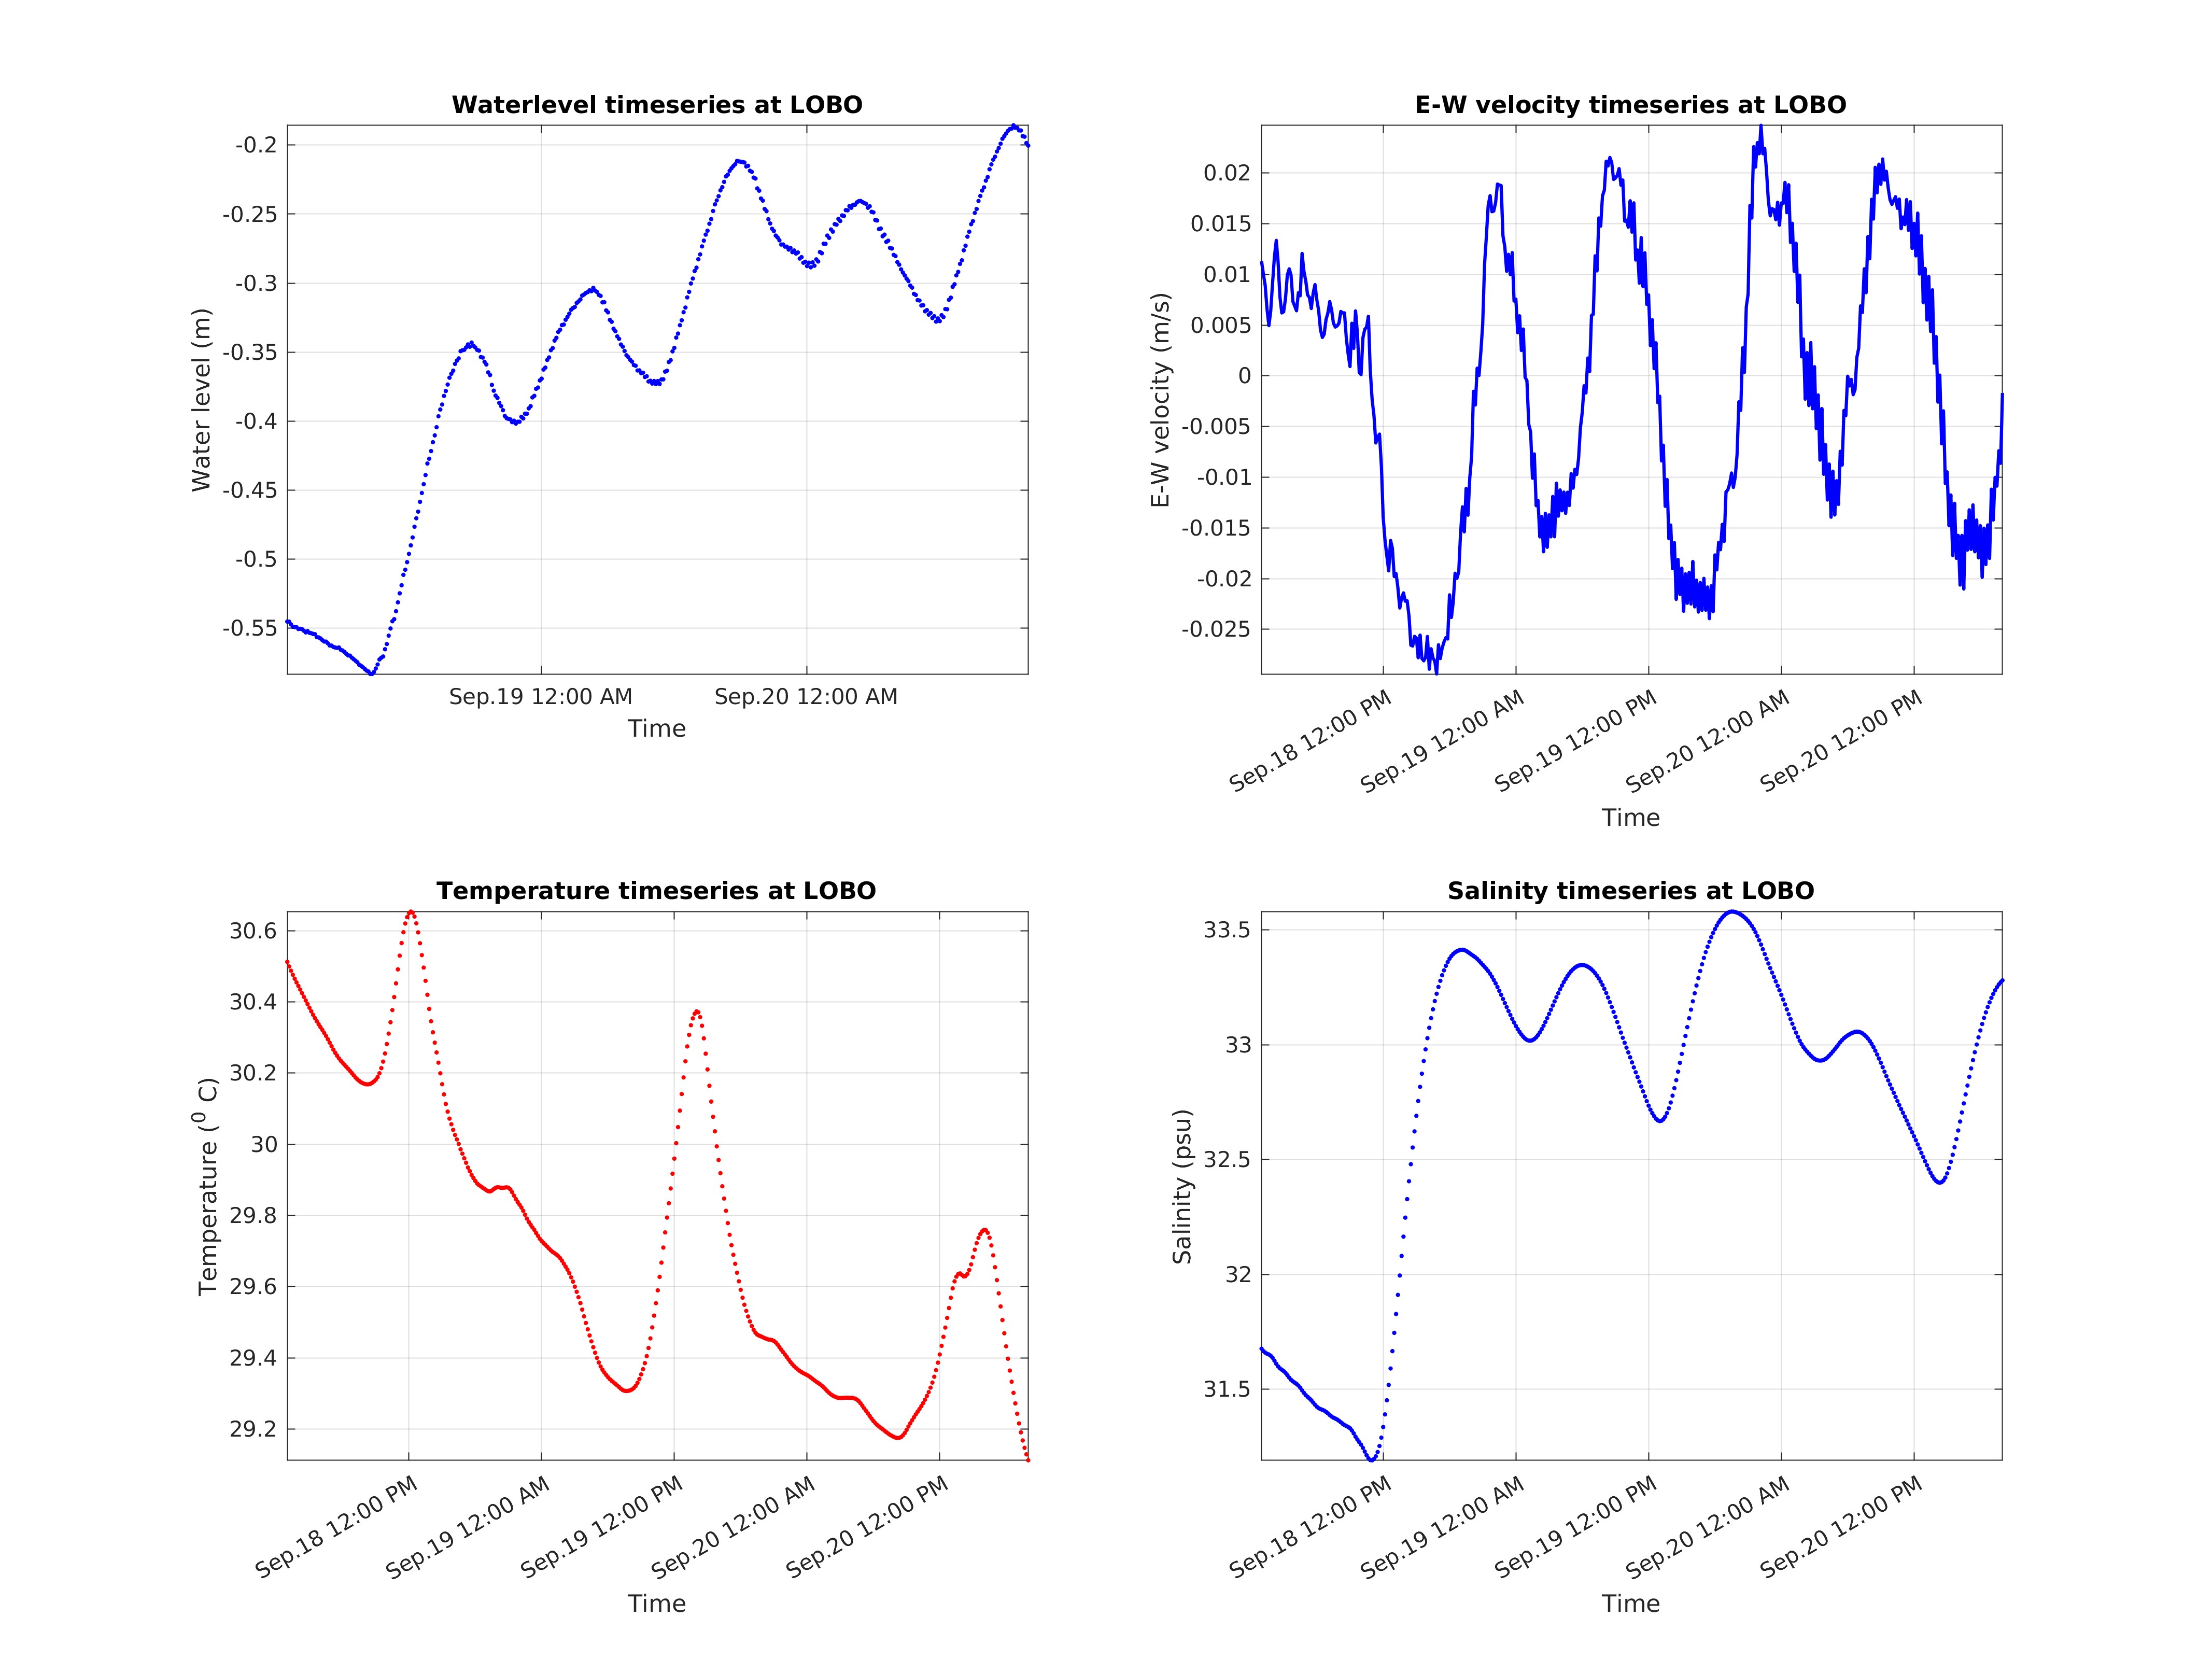 Waterlevel timeseries at LOBO
-0.2
-0.25
-0.3
-0.35
-0.4
-0.45
-0.5
-0.55
Water level (m)
Sep.19 12:00 AM Sep.20 12:00 AM
Time
E-W velocity timeseries at LOBO
0.02
0.015
0.01
0.005
0
-0.005
-0.01
-0.015
-0.02
-0.025
E-W velocity (m/s)
Sep.18 12:00 PM
Sep.19 12:00 AM
Sep.19 12:00 PM
Sep.20 12:00 AM
Sep.20 12:00 PM
Time
Temperature timeseries at LOBO
30.6
30.4
30.2
30
29.8
29.6
29.4
29.2
Temperature (⁰ C)
Sep.18 12:00 PM
Sep.19 12:00 AM
Sep.19 12:00 PM
Sep.20 12:00 AM
Sep.20 12:00 PM
Time
Salinity timeseries at LOBO
33.5
33
32.5
32
31.5
Salinity (psu)
Sep.18 12:00 PM
Sep.19 12:00 AM
Sep.19 12:00 PM
Sep.20 12:00 AM
Sep.20 12:00 PM
Time